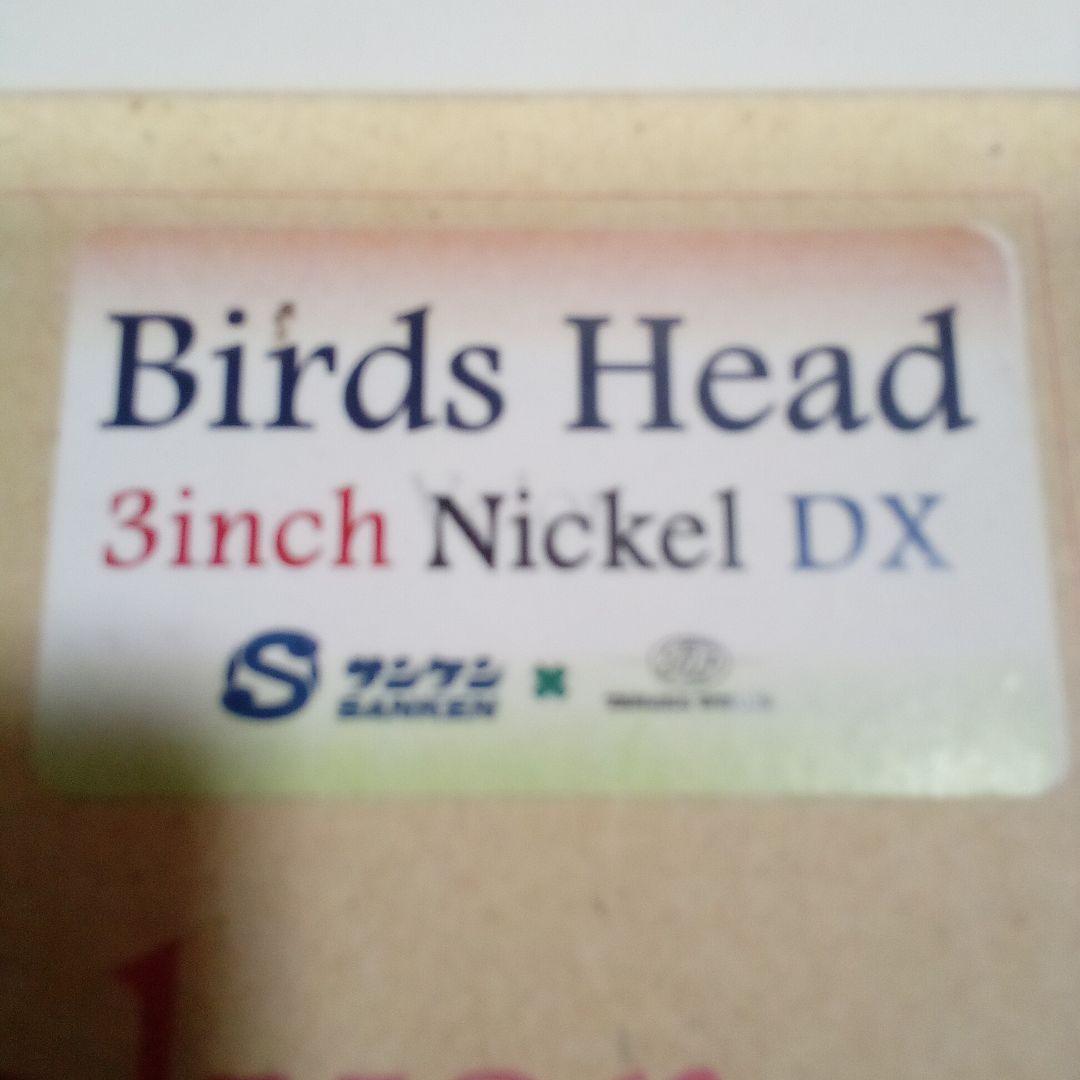 Birds Head
3inch Nickel DX
S サンケン ×
SANKEN